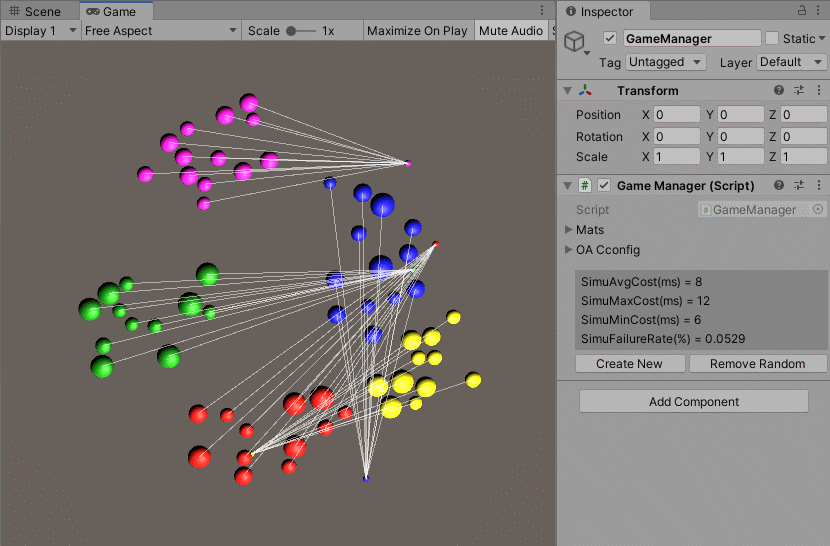 Scene Game
Display 1 Free Aspect Scale 1x Maximize On Play Mute Audio S
Inspector
GameManager Static
Tag Untagged Layer Default
Transform
Position X 0 Y 0 Z 0
Rotation X 0 Y 0 Z 0
Scale X 1 Y 1 Z 1
# Game Manager (Script)
Script # GameManager
Mats
OA Cconfig
SimuAvgCost(ms) = 8
SimuMaxCost(ms) = 12
SimuMinCost(ms) = 6
SimuFailureRate(%) = 0.0529
Create New Remove Random
Add Component